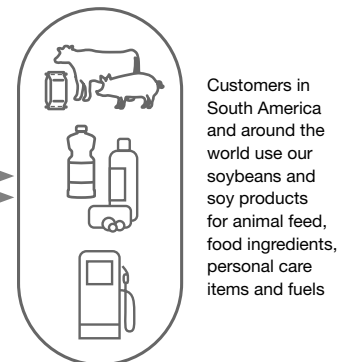 Customers in
South America
and around the
world use our
soybeans and
soy products
for animal feed,
food ingredients,
personal care
items and fuels